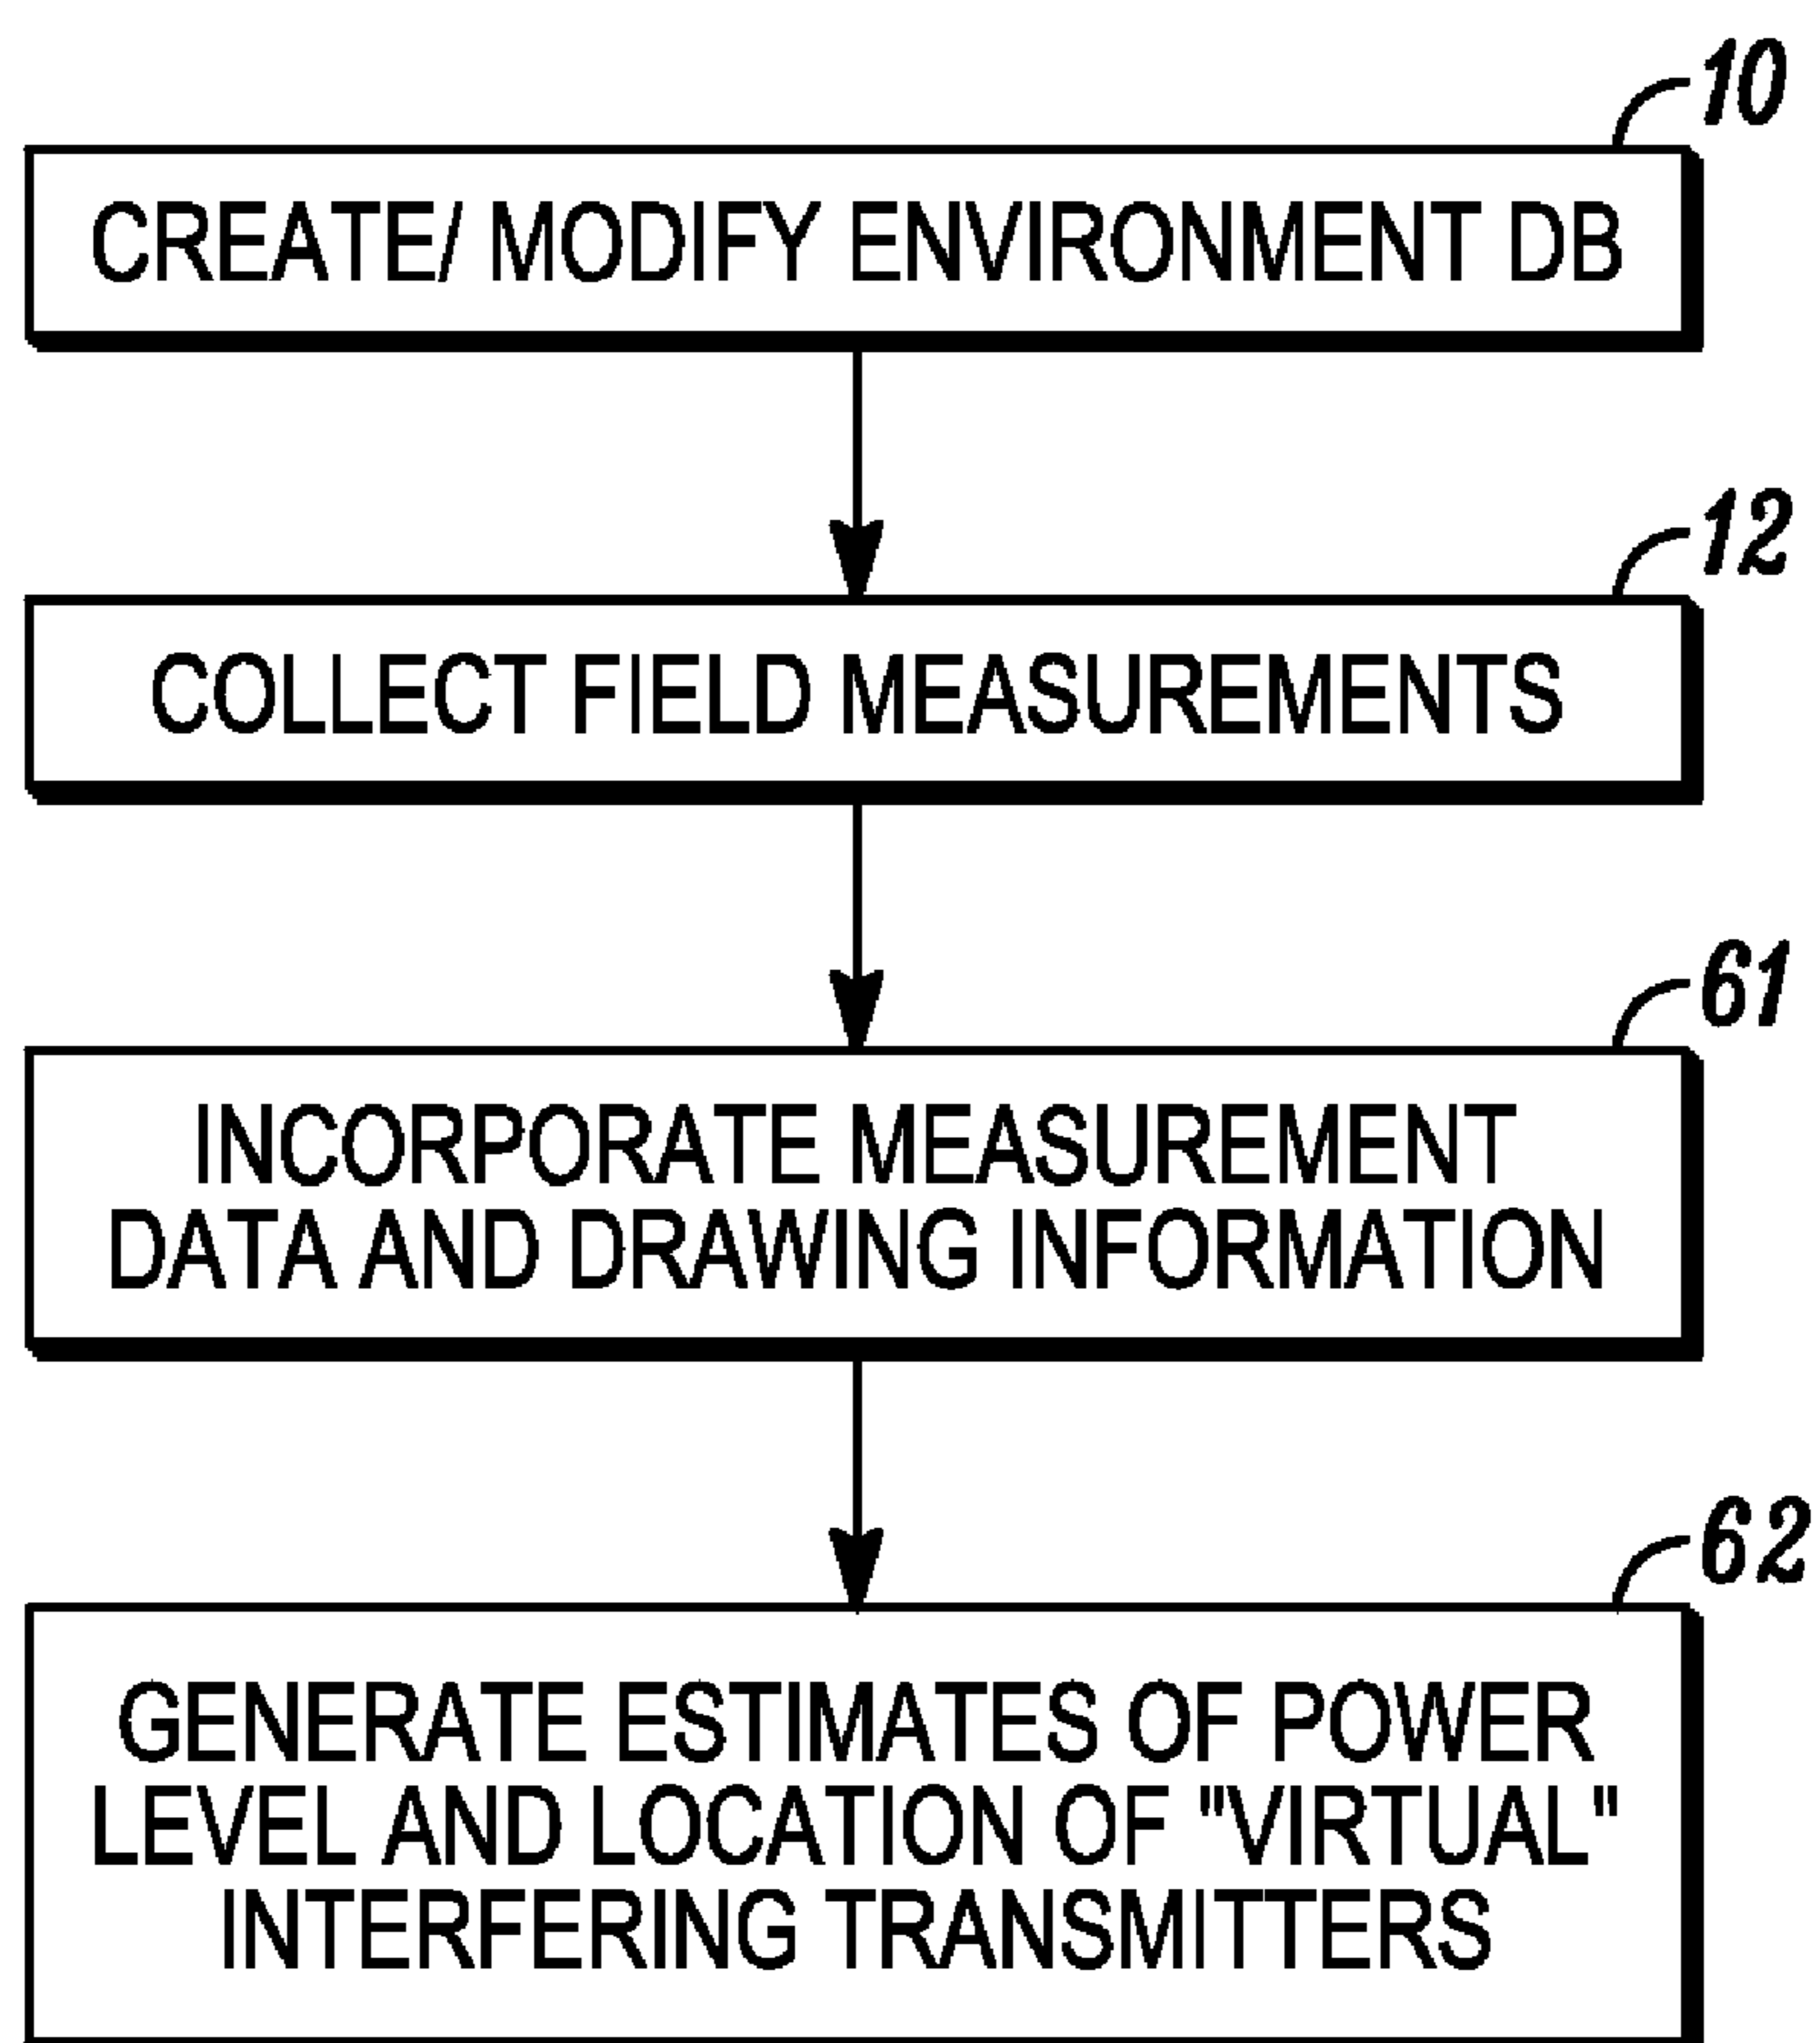 10
CREATE/ MODIFY ENVIRONMENT DB
12
COLLECT FIELD MEASUREMENTS
61
INCORPORATE MEASUREMENT
DATA AND DRAWING INFORMATION
62
GENERATE ESTIMATES OF POWER
LEVEL AND LOCATION OF "VIRTUAL"
INTERFERING TRANSMITTERS